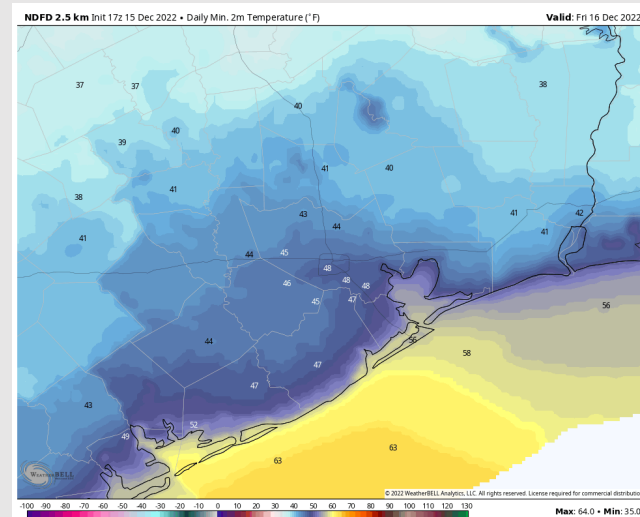 NDFD 2.5 km Init 17z 15 Dec 2022 • Daily Min. 2m Temperature (°F) Valid: Fri 16 Dec 2022
37 37 38
40
40
39
41 40
41
38
43 41 42
44 41
41
44 45
48
46 48 48
45 47
56
44 56
58
47
47
43
52
49
63
63
WEATHERBELL
© 2022 WeatherBELL Analytics, LLC. All rights reserved. License required for commercial distributio
-100 -90 -80 -70 -60 -50 -40 -30 -20 -10 0 10 20 30 40 50 60 70 80 90 100 110 120 130
Max: 64.0 • Min: 35.0